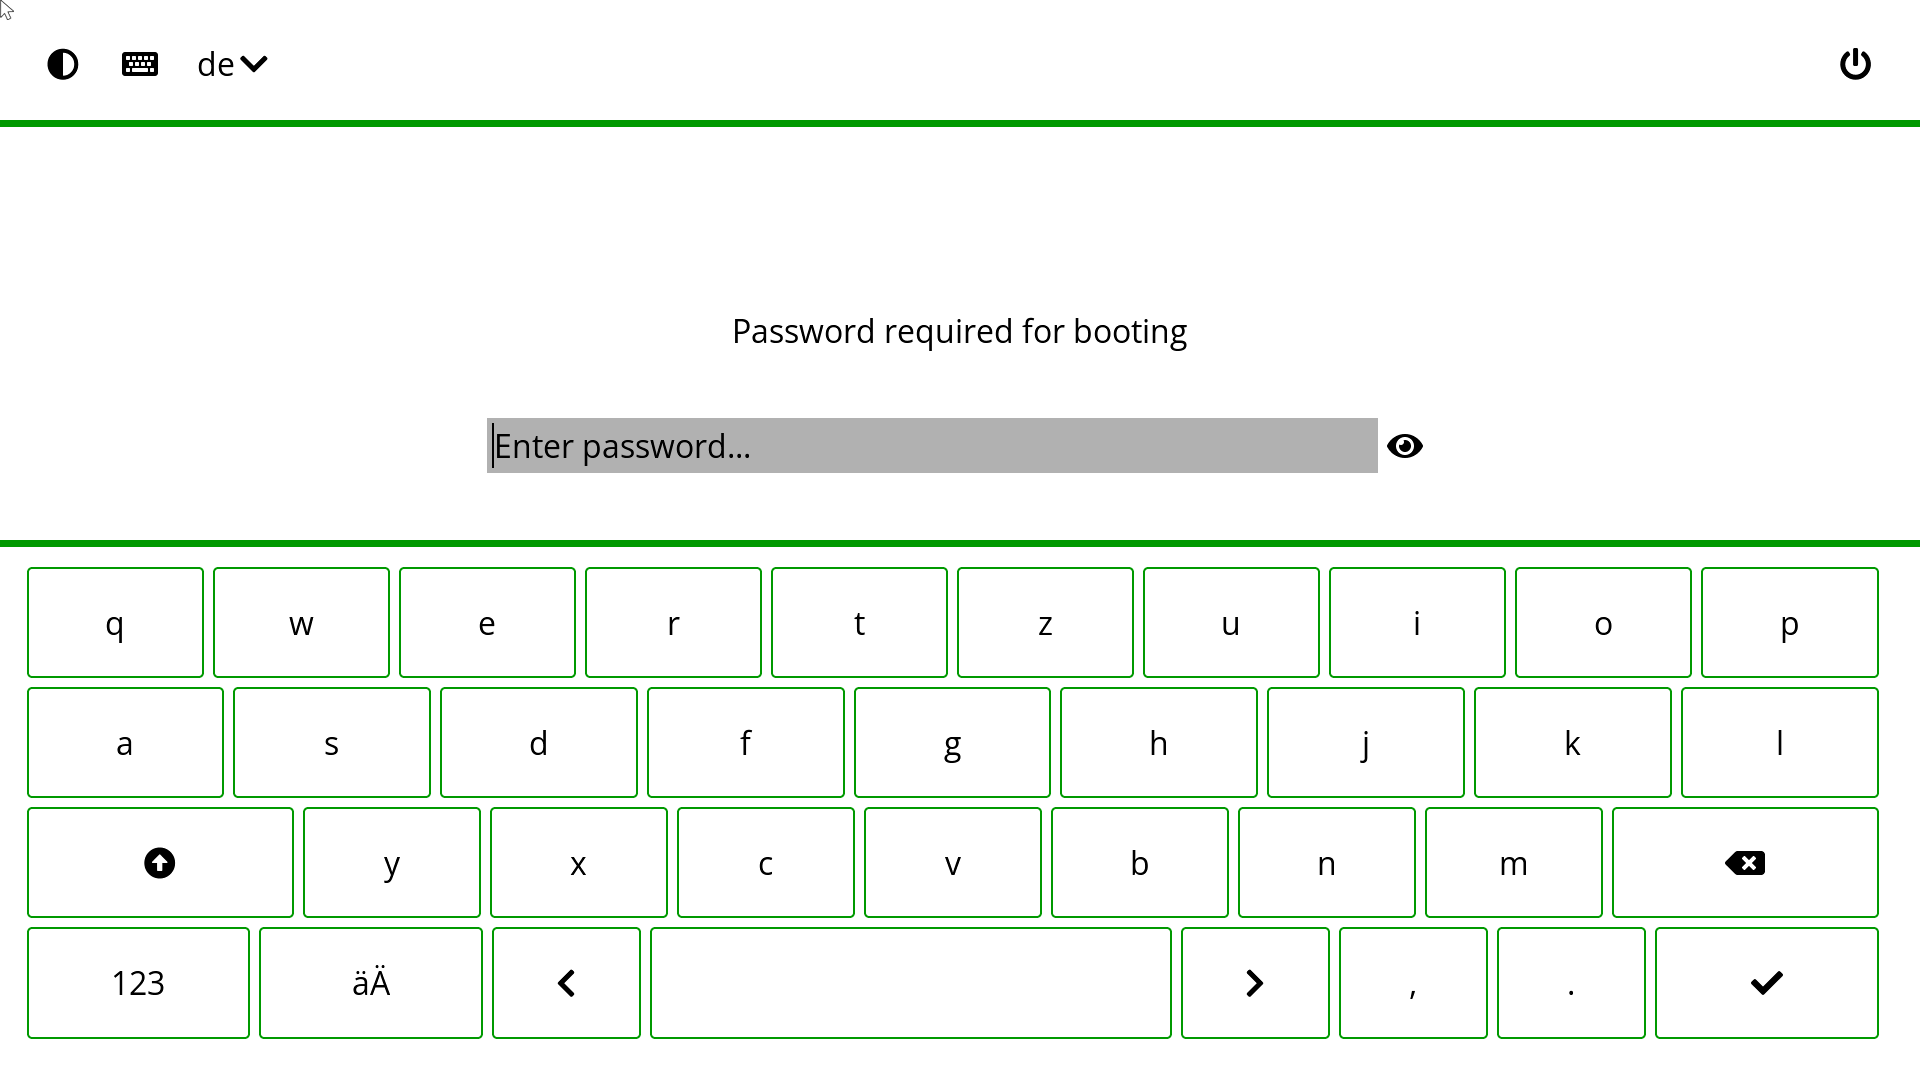 de
Password required for booting
Enter password...
q w e r t z u i o p
a s d f g h j k l
y x c v b n m
123 äÄ , .